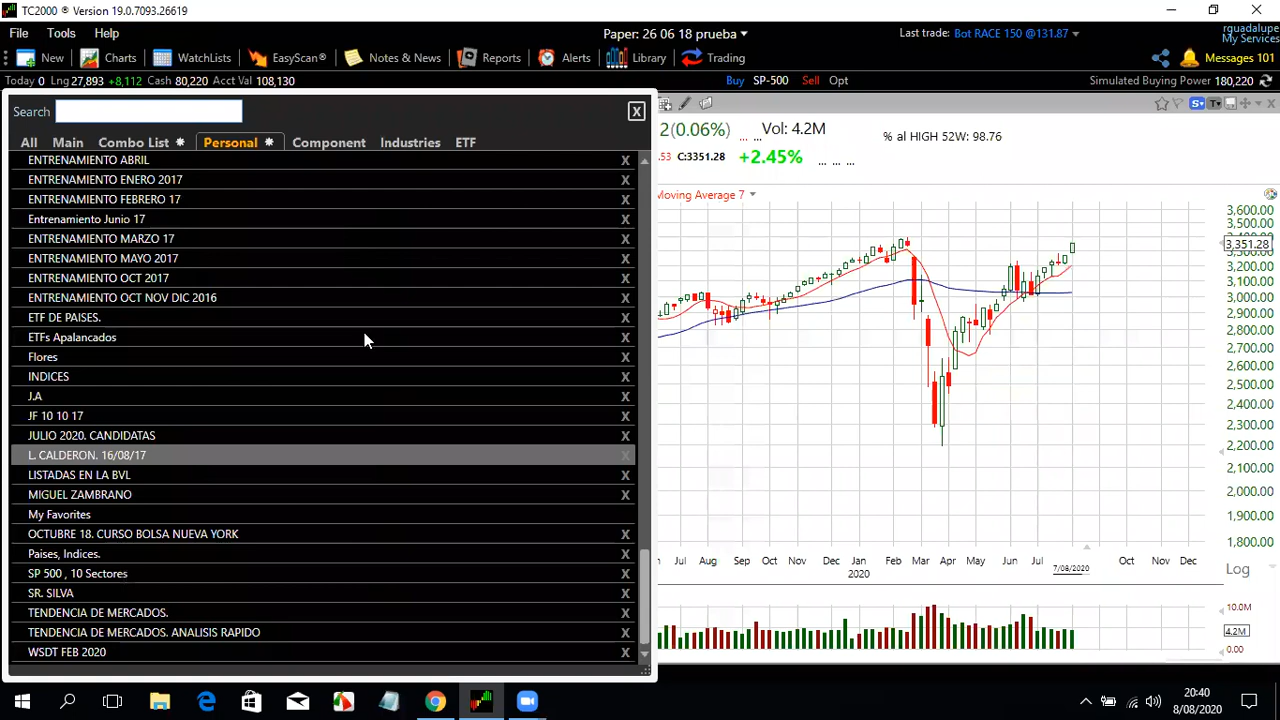 TC2000 ® Version 19.0.7093.26619
File Tools Help Paper: 26 06 18 prueba Last trade: Bot RACE 150 @131.87 rguadalupe
My Services
New Charts WatchLists EasyScan® Notes & News Reports Alerts Library Trading Messages 101
Today 0 Lng 27,893 +8,112 Cash 80,220 Acct Val 108,130 Buy SP-500 Sell Opt Simulated Buying Power 180,220
Search X
All Main Combo List Personal Component Industries ETF
ENTRENAMIENTO ABRIL X
ENTRENAMIENTO ENERO 2017 X
ENTRENAMIENTO FEBRERO 17 X
Entrenamiento Junio 17 X
ENTRENAMIENTO MARZO 17 X
ENTRENAMIENTO MAYO 2017 X
ENTRENAMIENTO OCT 2017 X
ENTRENAMIENTO OCT NOV DIC 2016 X
ETF DE PAISES. X
ETFs Apalancados X
Flores X
INDICES X
J.A X
JF 10 10 17 X
JULIO 2020. CANDIDATAS X
L. CALDERON. 16/08/17 X
LISTADAS EN LA BVL X
MIGUEL ZAMBRANO X
My Favorites
OCTUBRE 18. CURSO BOLSA NUEVA YORK X
Paises, Indices. X
SP 500 , 10 Sectores X
SR. SILVA X
TENDENCIA DE MERCADOS. X
TENDENCIA DE MERCADOS. ANALISIS RAPIDO X
WSDT FEB 2020 X
2(0.06%) ... ... Vol: 4.2M % al HIGH 52W: 98.76
.53 C:3351.28 +2.45% ... ... ...
Moving Average 7
3,600.00
3,500.00
3,351.28
3,200.00
3,100.00
3,000.00
2,900.00
2,800.00
2,700.00
2,600.00
2,500.00
2,400.00
2,300.00
2,200.00
2,100.00
2,000.00
1,900.00
1,800.00
Jul Aug Sep Oct Nov Dec Jan Feb Mar Apr May Jun Jul Oct Nov Dec
2020 7/08/2020 Log
10.0M
4.2M
0.00
20:40
8/08/2020